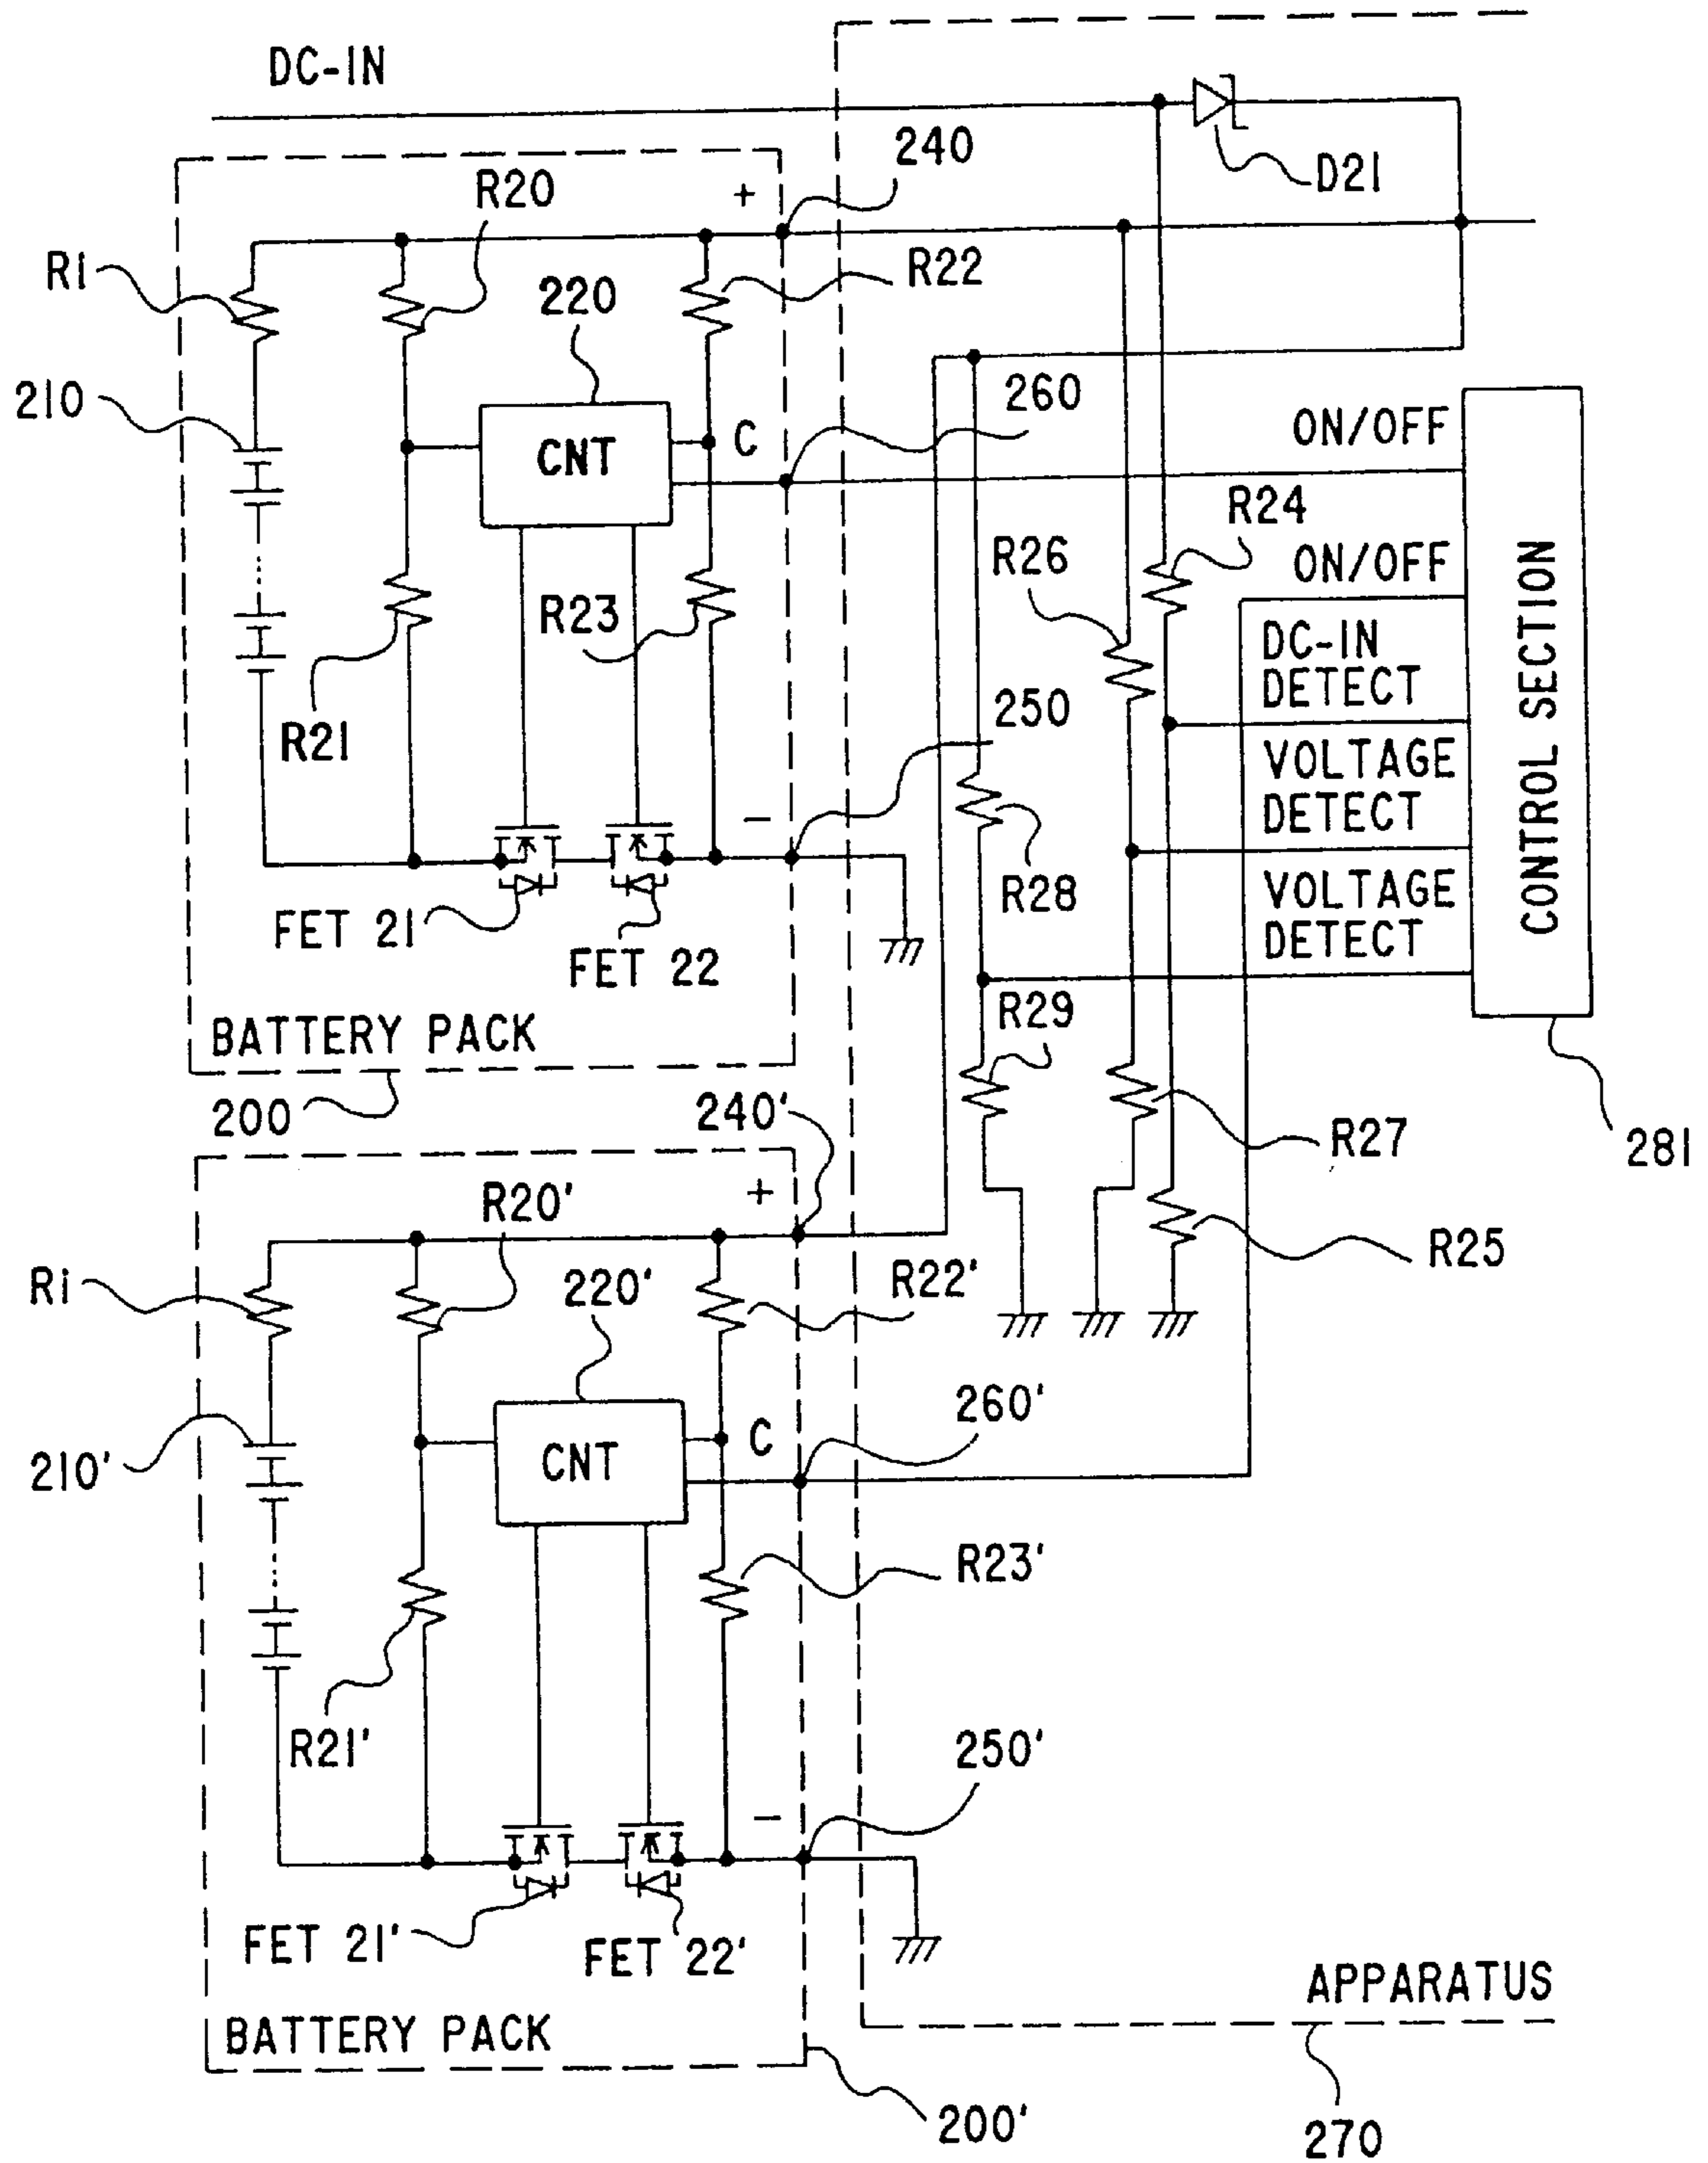 DC-IN
240
D21
R20
+
R1
R22
220
210
260
CNT
C
ON/OFF
R24
R26
ON/OFF
R23
DC-IN
DETECT
R21
250
VOLTAGE
DETECT
−
R28
VOLTAGE
DETECT
CONTROL SECTION
FET 21
FET 22
R29
BATTERY PACK
200
240'
R27
281
+
R20'
R25
Ri
220'
R22'
260'
210'
CNT
C
R23'
R21'
250'
−
FET 21'
FET 22'
APPARATUS
BATTERY PACK
200'
270